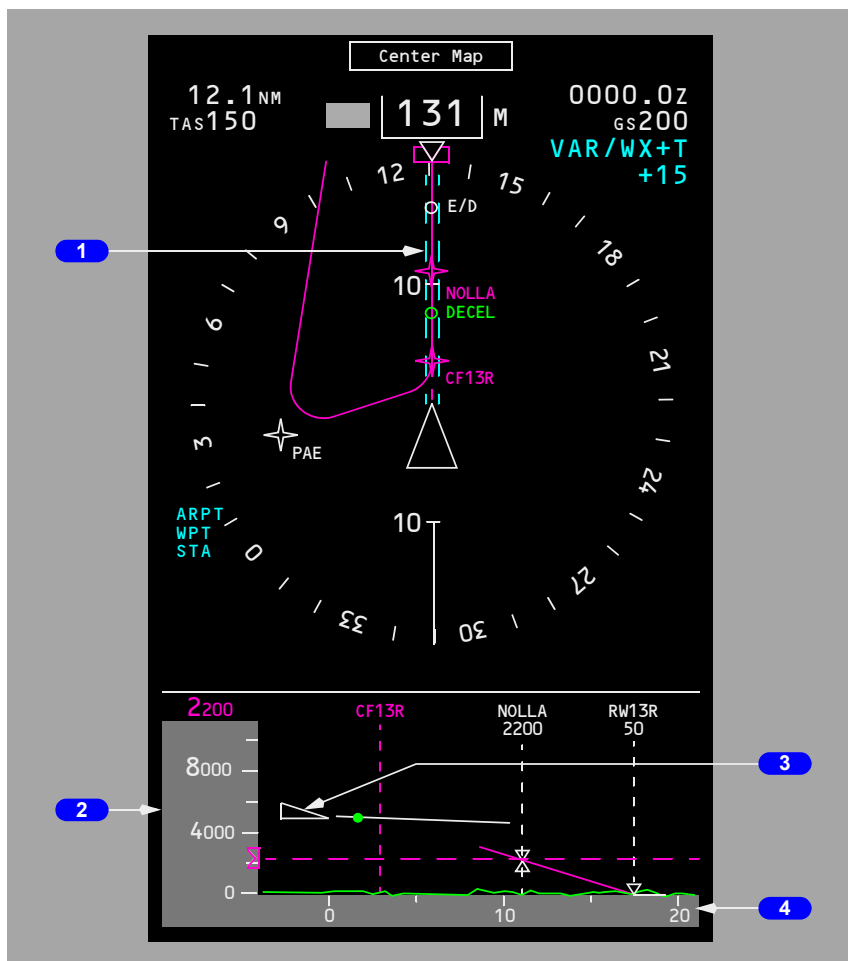 Center Map
12.1NM
TAS150
131 M
0000.0Z
GS200
VAR/WX+T
+15
12
15
E/D
9
18
1
10
NOLLA
DECEL
6
21
CF13R
3
PAE
24
ARPT
WPT
STA
10
0
27
33
30
2200
CF13R
NOLLA
2200
RW13R
50
8000
3
2
4000
0
0
10
20
4